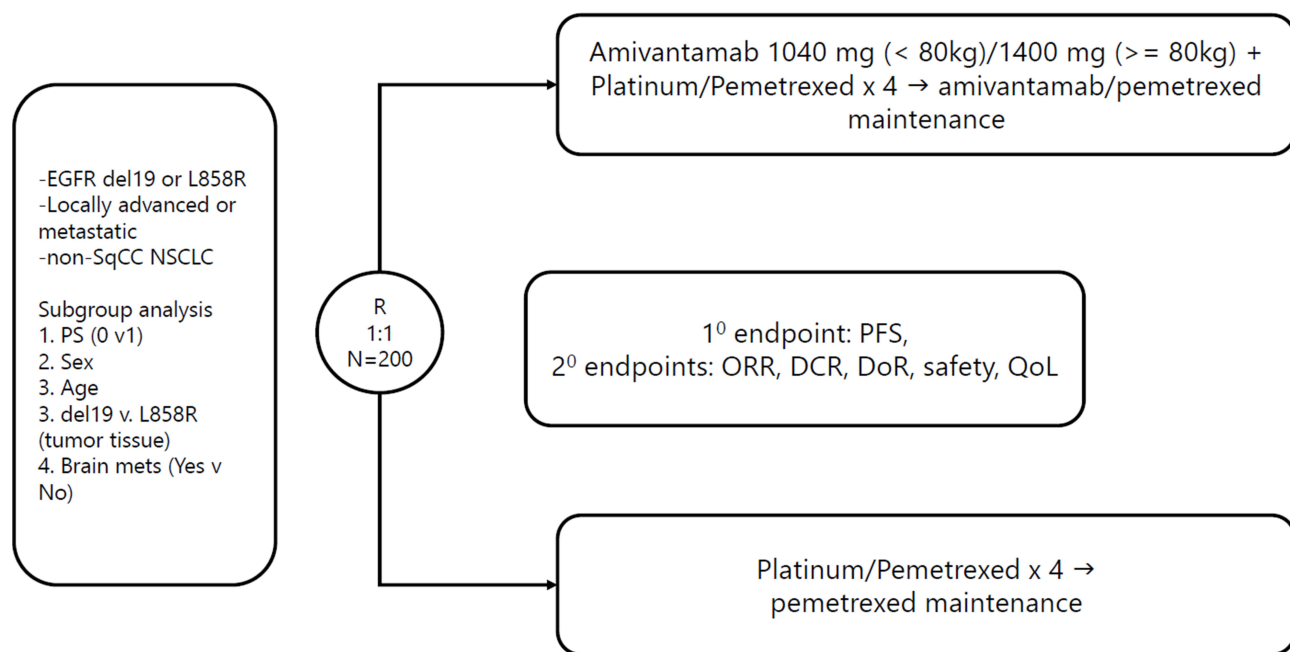 -EGFR del19 or L858R
-Locally advanced or
metastatic
-non-SqCC NSCLC
Subgroup analysis
1. PS (0 v1)
2. Sex
3. Age
3. del19 v. L858R
(tumor tissue)
4. Brain mets (Yes v
No)
R
1:1
N=200
Amivantamab 1040 mg (< 80kg)/1400 mg (>= 80kg) +
Platinum/Pemetrexed x 4 → amivantamab/pemetrexed
maintenance
1⁰ endpoint: PFS,
2⁰ endpoints: ORR, DCR, DoR, safety, QoL
Platinum/Pemetrexed x 4 →
pemetrexed maintenance